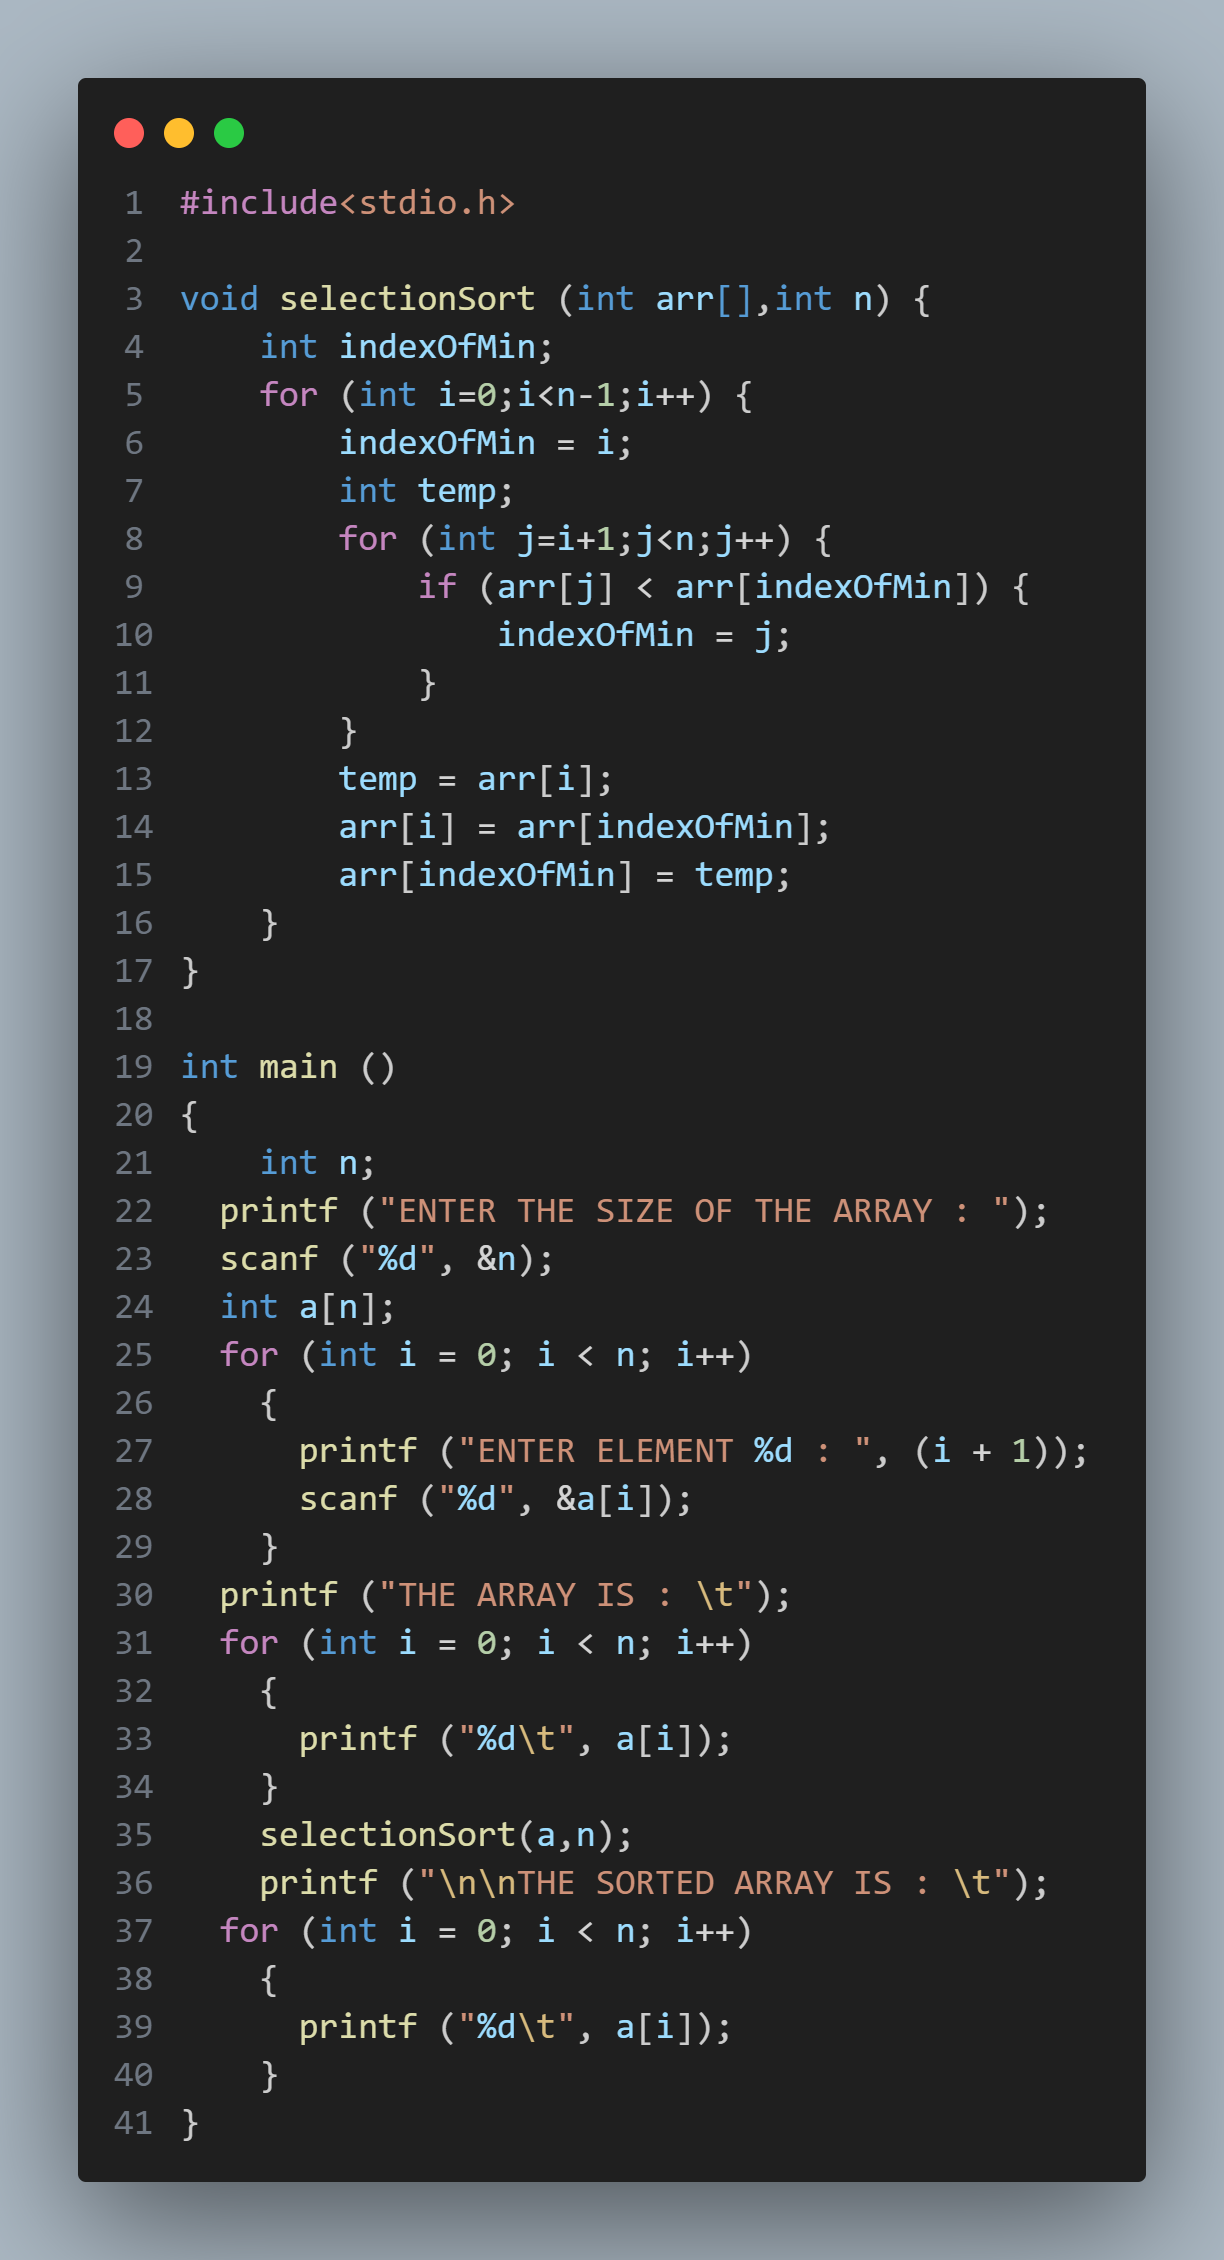 1 #include<stdio.h>
2
3 void selectionSort (int arr[],int n) {
4     int indexOfMin;
5     for (int i=0;i<n-1;i++) {
6         indexOfMin = i;
7         int temp;
8         for (int j=i+1;j<n;j++) {
9             if (arr[j] < arr[indexOfMin]) {
10                 indexOfMin = j;
11             }
12         }
13         temp = arr[i];
14         arr[i] = arr[indexOfMin];
15         arr[indexOfMin] = temp;
16     }
17 }
18
19 int main ()
20 {
21     int n;
22   printf ("ENTER THE SIZE OF THE ARRAY : ");
23   scanf ("%d", &n);
24   int a[n];
25   for (int i = 0; i < n; i++)
26     {
27       printf ("ENTER ELEMENT %d : ", (i + 1));
28       scanf ("%d", &a[i]);
29     }
30   printf ("THE ARRAY IS : \t");
31   for (int i = 0; i < n; i++)
32     {
33       printf ("%d\t", a[i]);
34     }
35     selectionSort(a,n);
36     printf ("\n\nTHE SORTED ARRAY IS : \t");
37   for (int i = 0; i < n; i++)
38     {
39       printf ("%d\t", a[i]);
40     }
41 }